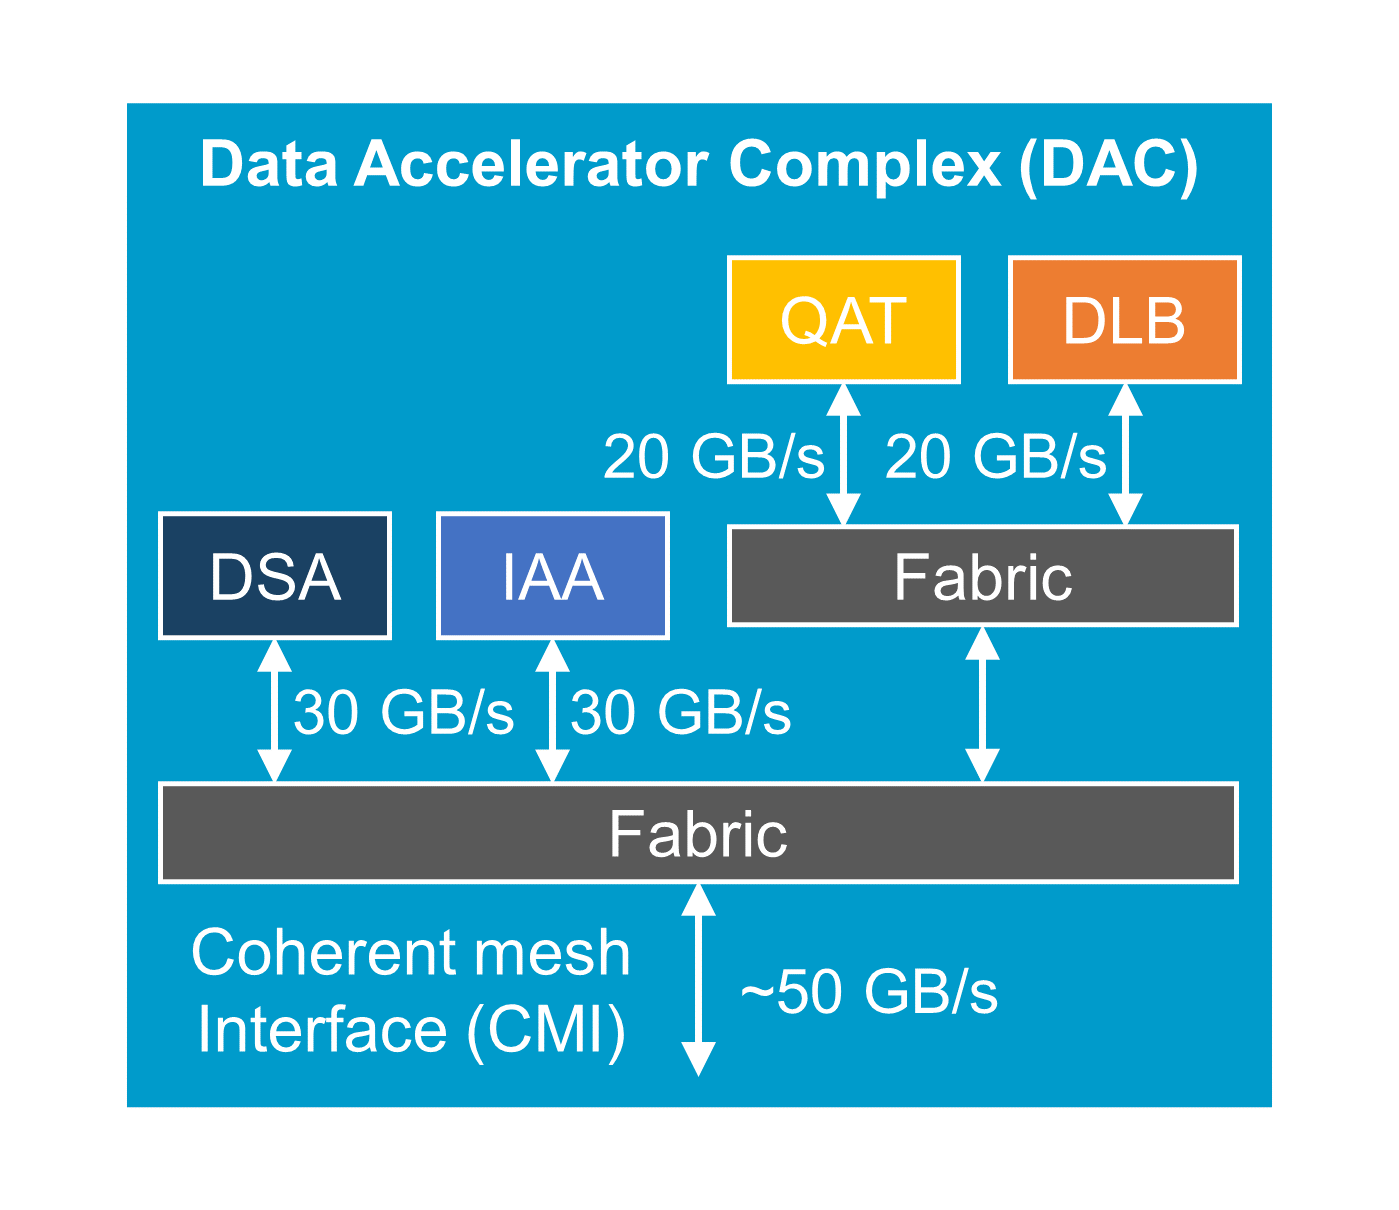 Data Accelerator Complex (DAC)
QAT
DLB
20 GB/s
20 GB/s
DSA
IAA
Fabric
30 GB/s
30 GB/s
Fabric
Coherent mesh
Interface (CMI)
~50 GB/s